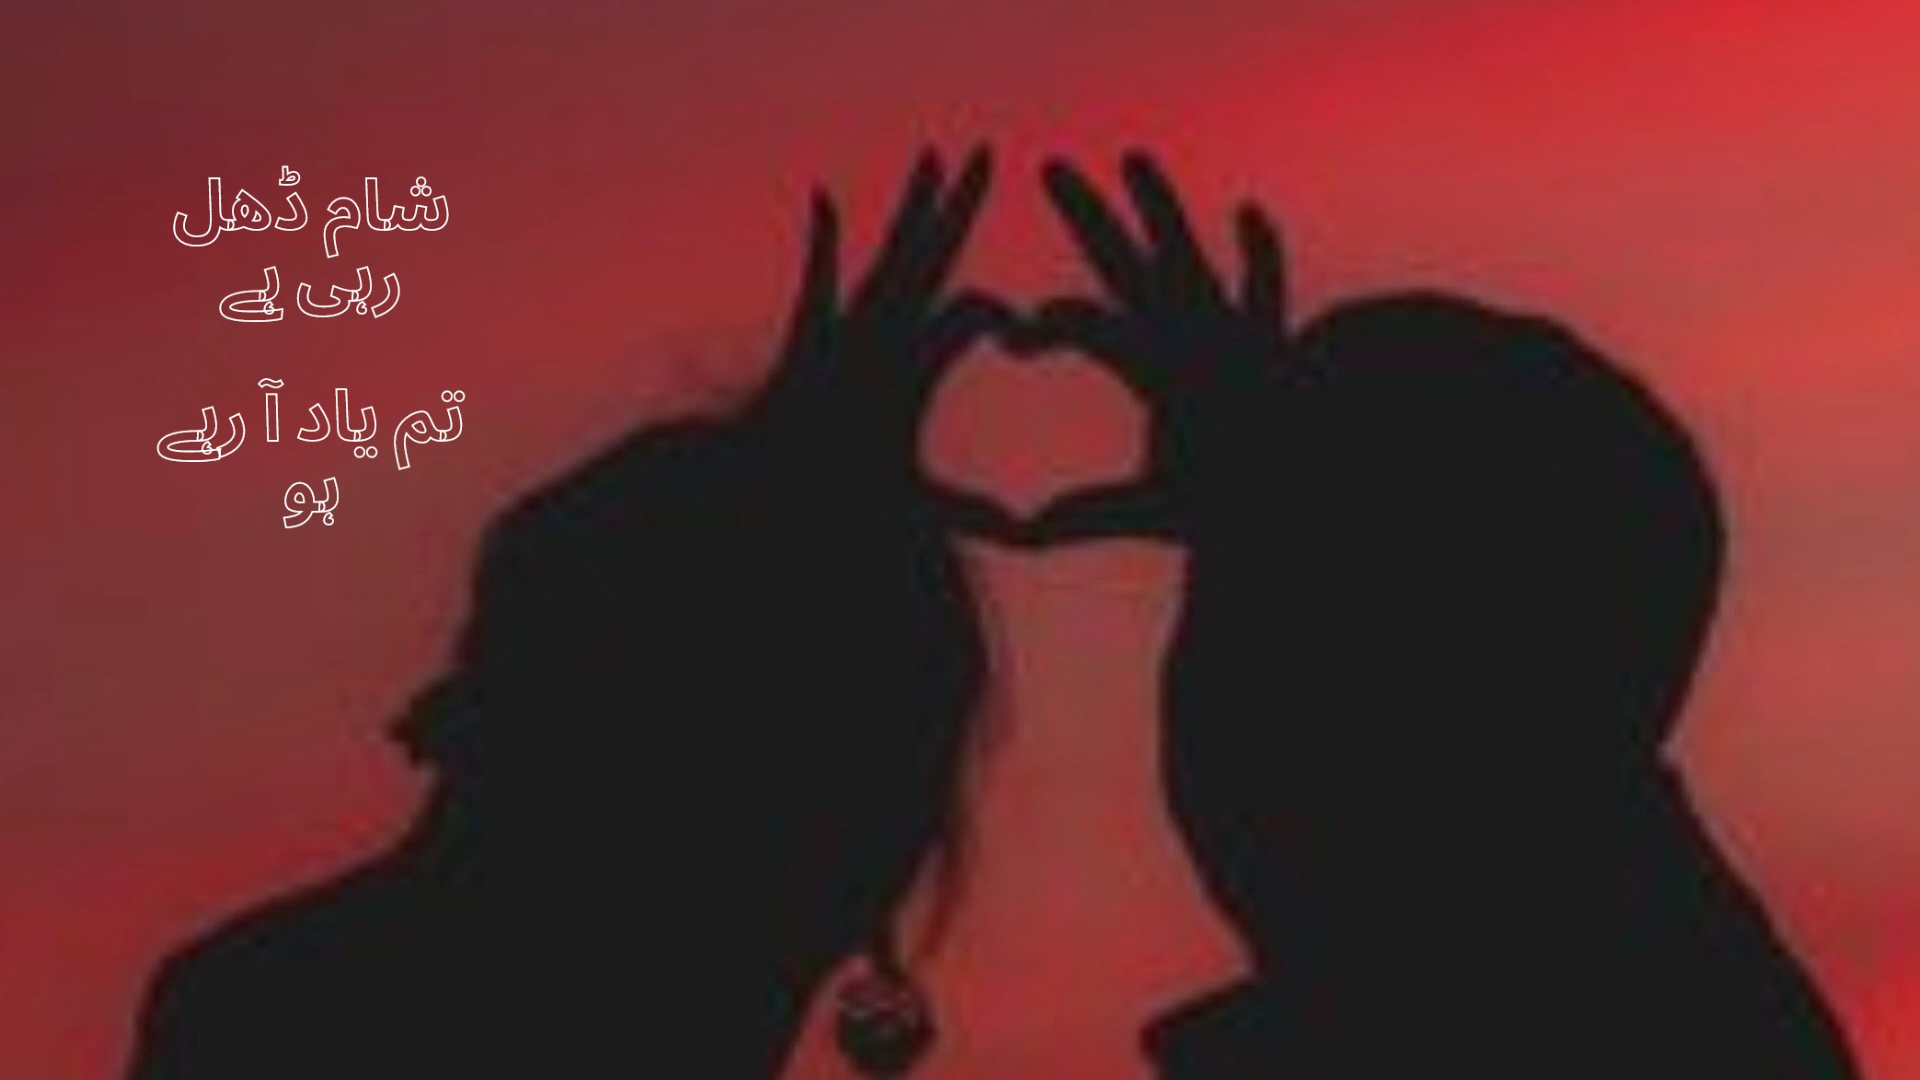 شام ڈھل
رہی ہے
تم یاد آ رہے
ہو